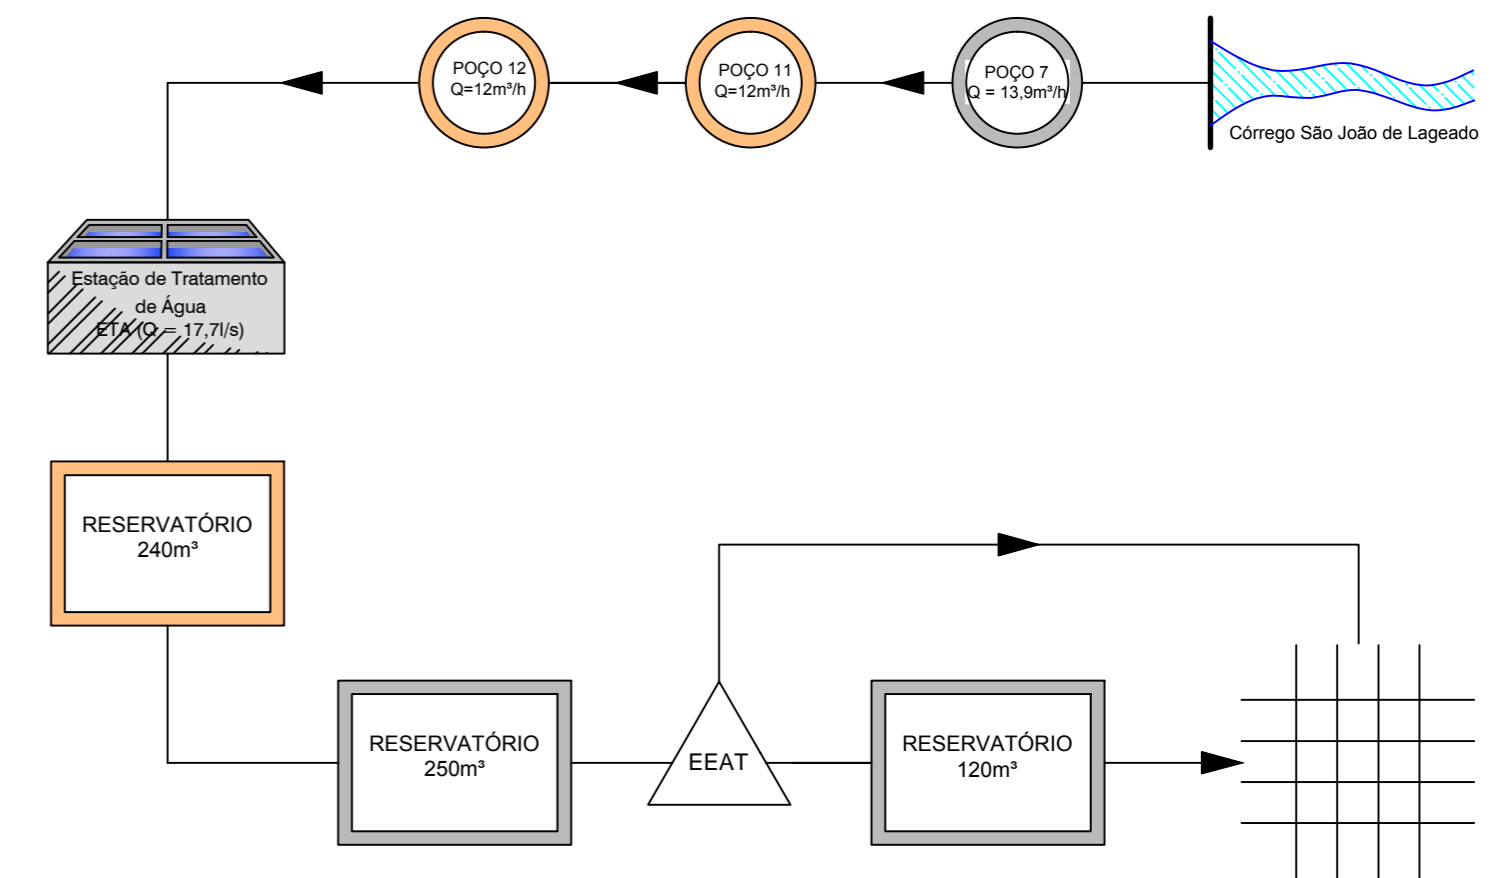 POÇO 12
Q=12m³/h
POÇO 11
Q=12m³/h
POÇO 7
Q = 13,9m³/h
Córrego São João de Lageado
Estação de Tratamento
de Água
ETA (Q = 17,7l/s)
RESERVATÓRIO
240m³
RESERVATÓRIO
250m³
EEAT
RESERVATÓRIO
120m³